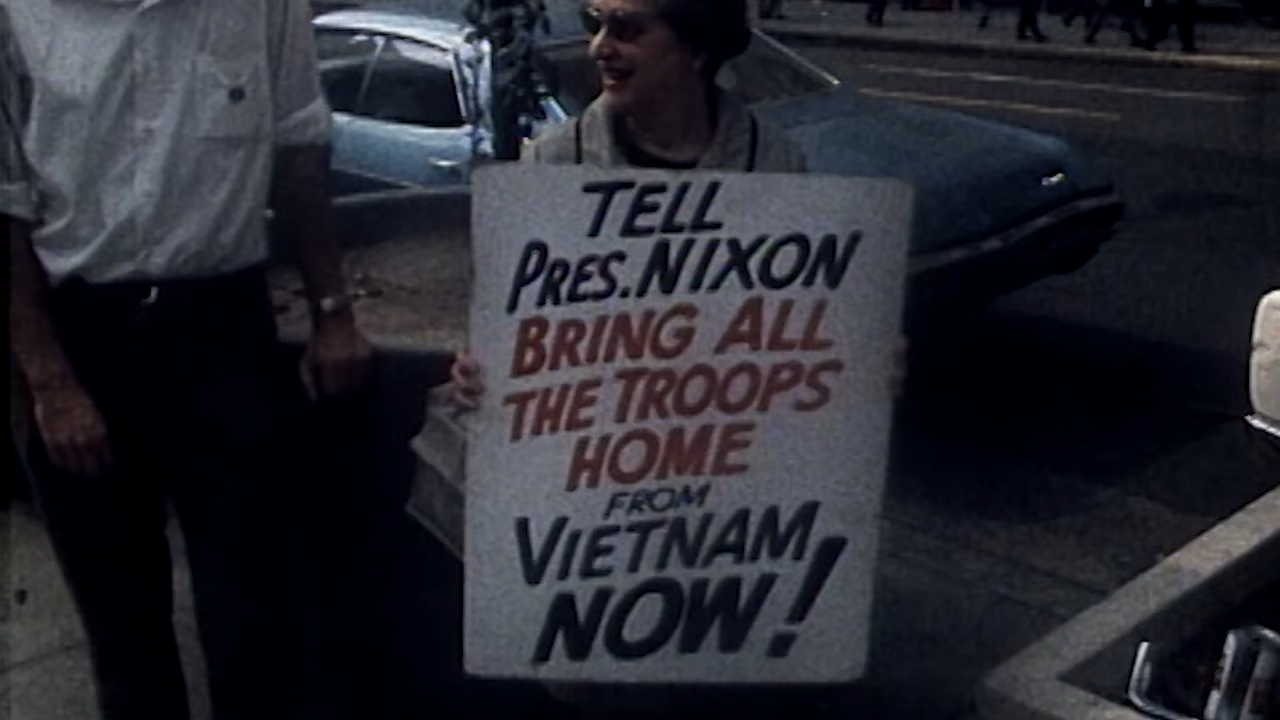 TELL
PRES. NIXON
BRING ALL
THE TROOPS
HOME
FROM
VIETNAM
NOW!